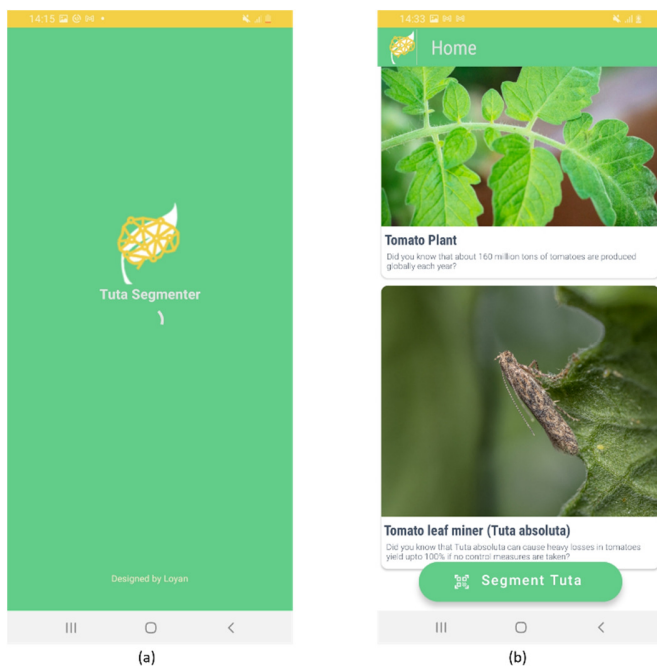 14:15
Tuta Segmenter
Designed by Loyan
(a)
14:33
Home
Tomato Plant
Did you know that about 160 million tons of tomatoes are produced
globally each year?
Tomato leaf miner (Tuta absoluta)
Did you know that Tuta absoluta can cause heavy losses in tomatoes
yield upto 100% if no control measures are taken?
Segment Tuta
(b)